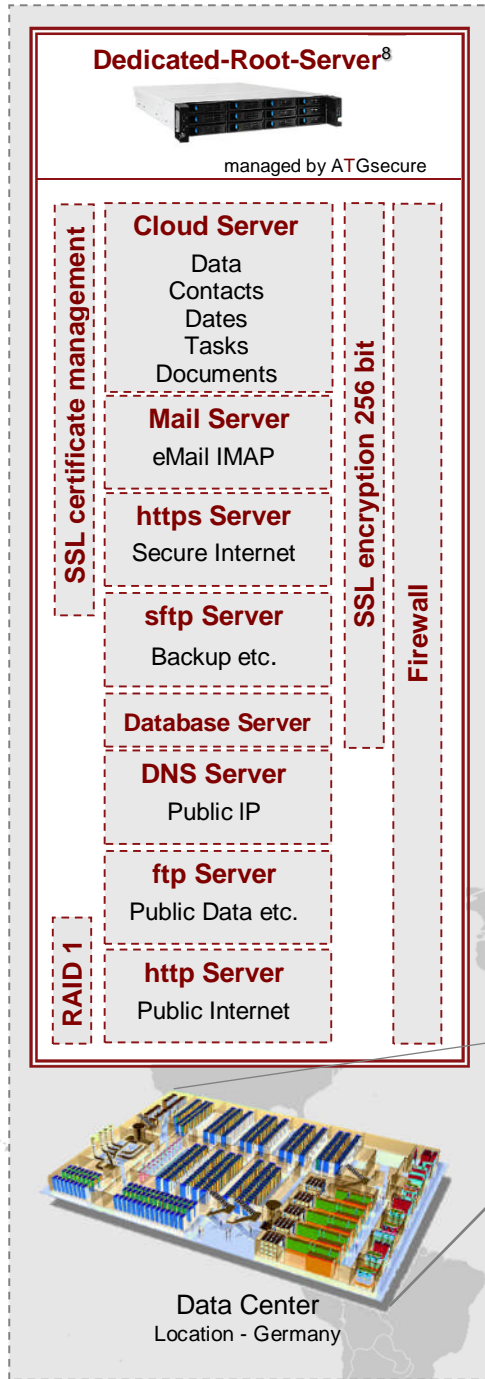 Dedicated-Root-Server8
managed by ATGsecure
SSL certificate management
Cloud Server
Data
Contacts
Dates
Tasks
Documents
Mail Server
eMail IMAP
https Server
Secure Internet
sftp Server
Backup etc.
Database Server
DNS Server
Public IP
ftp Server
Public Data etc.
http Server
Public Internet
RAID 1
SSL encryption 256 bit
Firewall
Data Center
Location - Germany